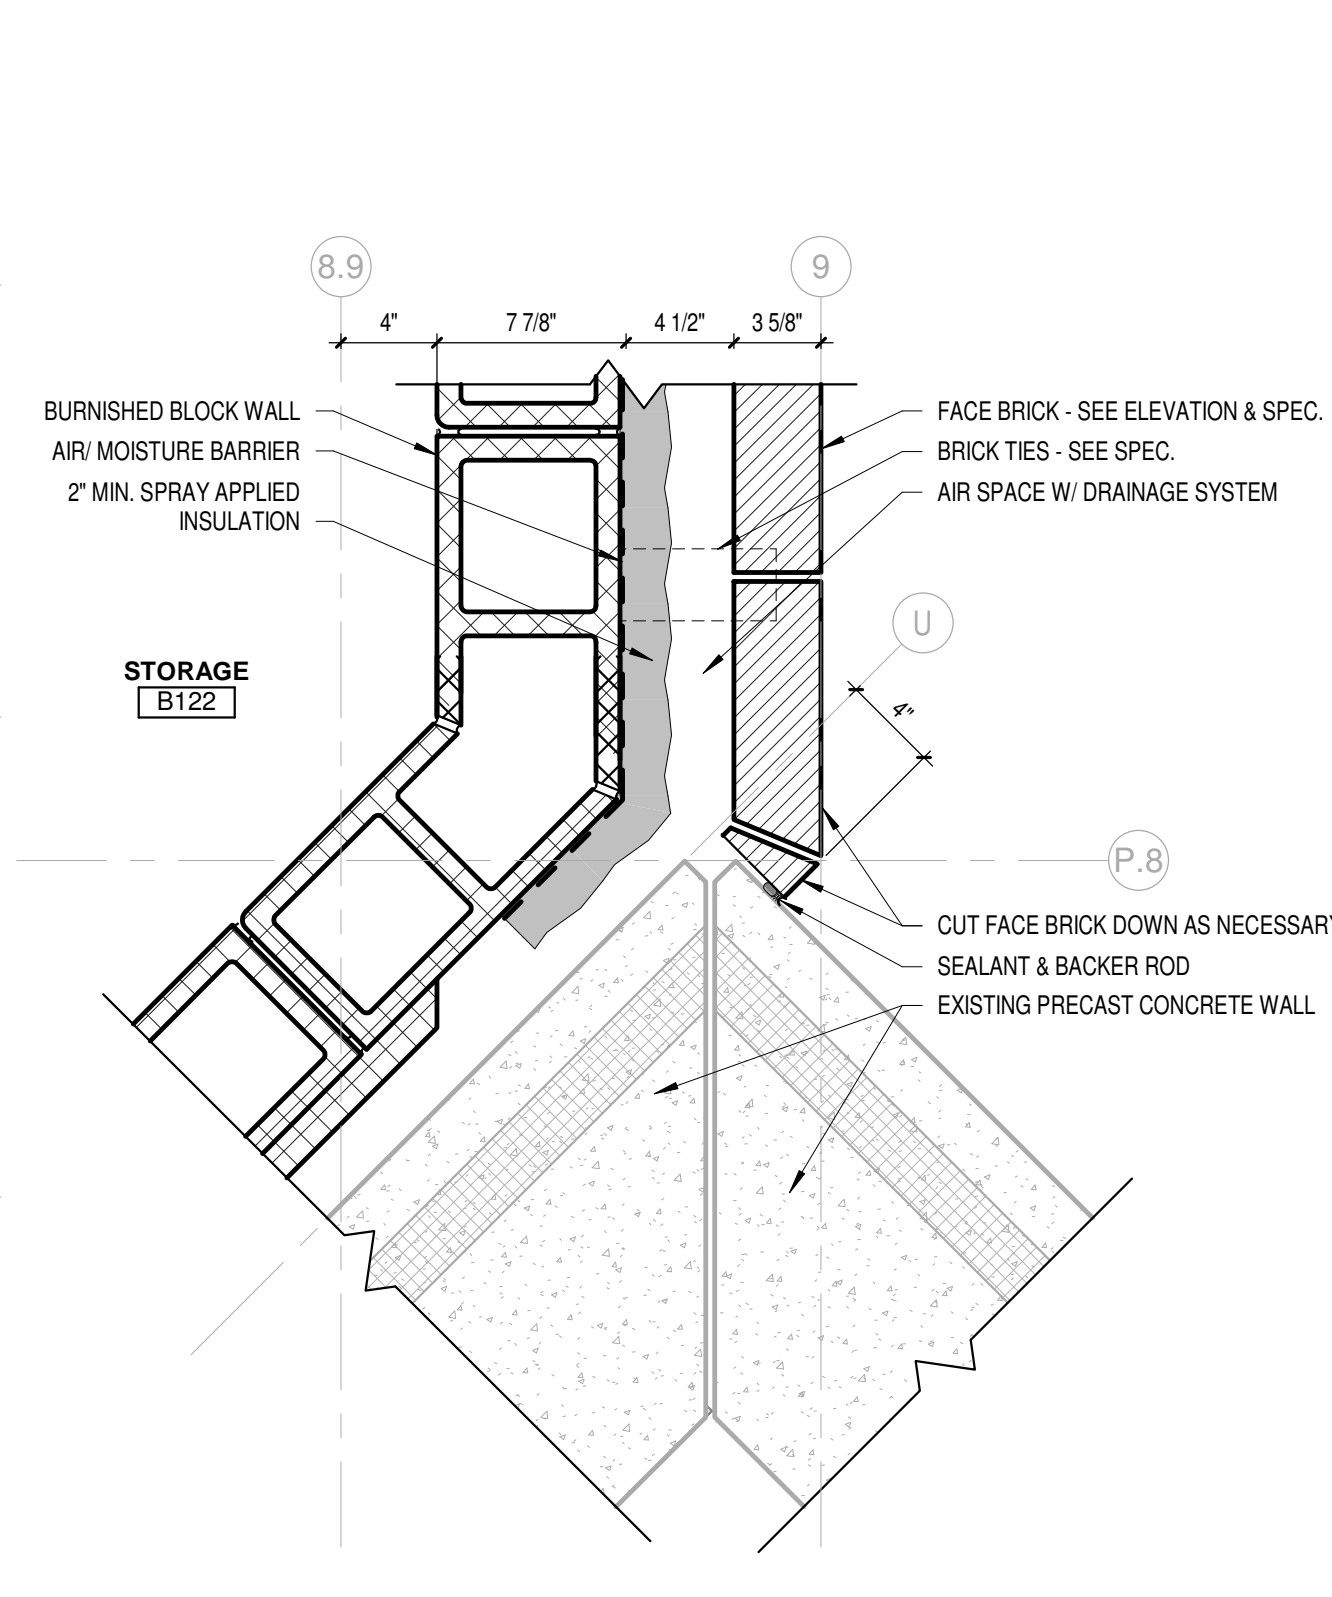 8.9
9
4"
7 7/8"
4 1/2"
3 5/8"
BURNISHED BLOCK WALL
AIR/ MOISTURE BARRIER
2" MIN. SPRAY APPLIED
INSULATION
FACE BRICK - SEE ELEVATION & SPEC.
BRICK TIES - SEE SPEC.
AIR SPACE W/ DRAINAGE SYSTEM
U
STORAGE
B122
4"
P.8
CUT FACE BRICK DOWN AS NECESSARY
SEALANT & BACKER ROD
EXISTING PRECAST CONCRETE WALL